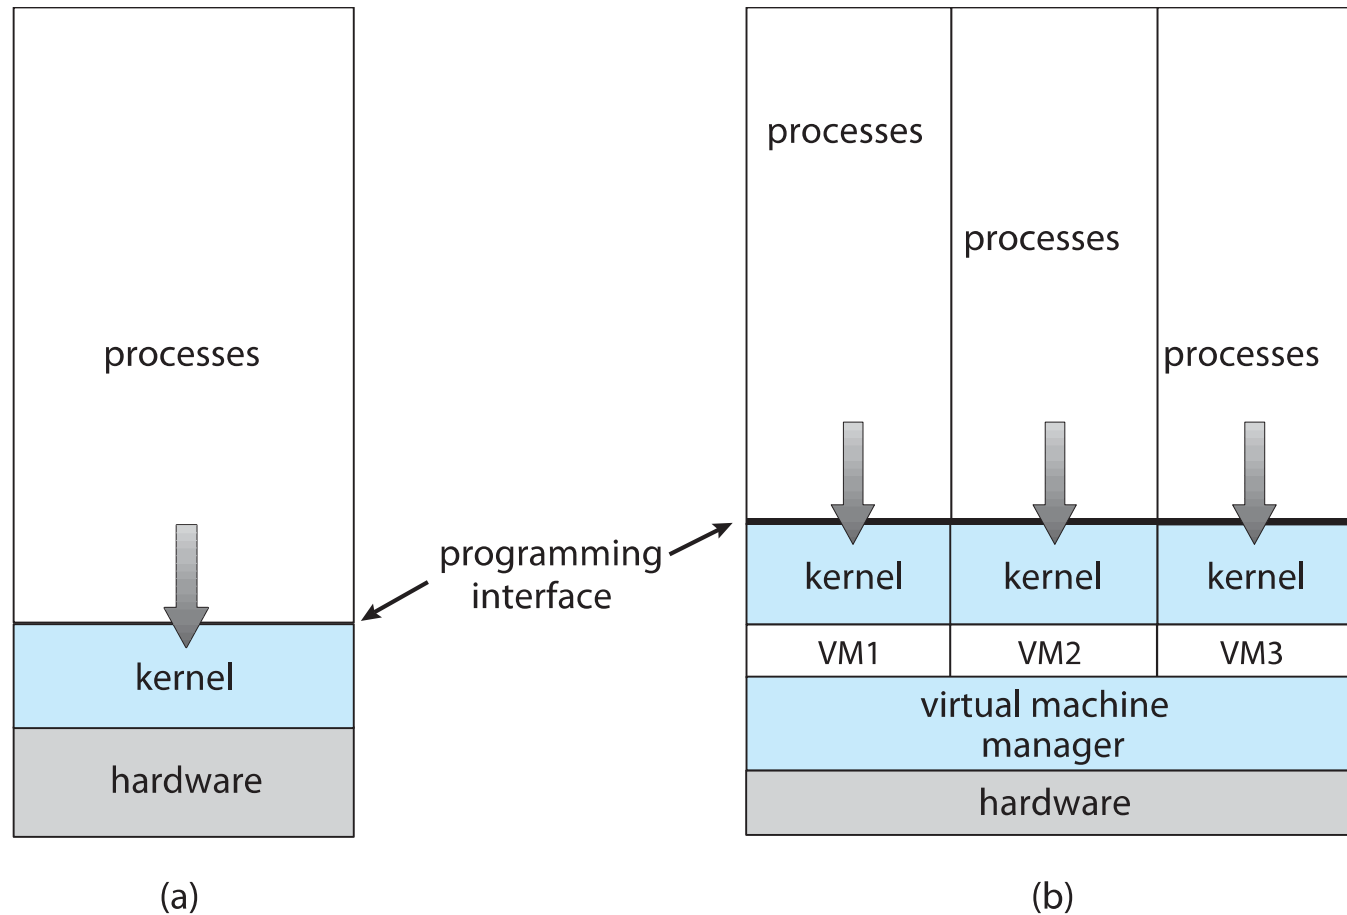 processes
kernel
hardware
(a)
programming
interface
processes
processes
processes
kernel
kernel
kernel
VM1
VM2
VM3
virtual machine
manager
hardware
(b)